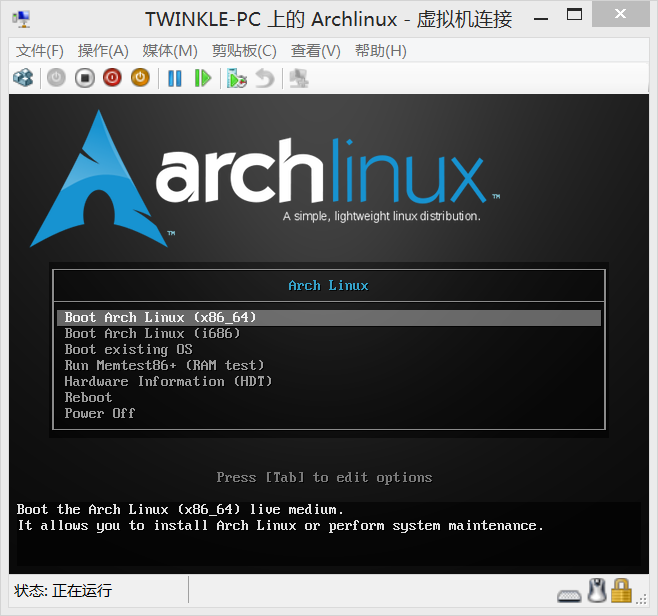 TWINKLE-PC 上的 Archlinux - 虚拟机连接
文件(F) 操作(A) 媒体(M) 剪贴板(C) 查看(V) 帮助(H)
archlinux™
A simple, lightweight linux distribution.
™
Arch Linux
Boot Arch Linux (x86_64)
Boot Arch Linux (i686)
Boot existing OS
Run Memtest86+ (RAM test)
Hardware Information (HDT)
Reboot
Power Off
Press [Tab] to edit options
Boot the Arch Linux (x86_64) live medium.
It allows you to install Arch Linux or perform system maintenance.
状态: 正在运行